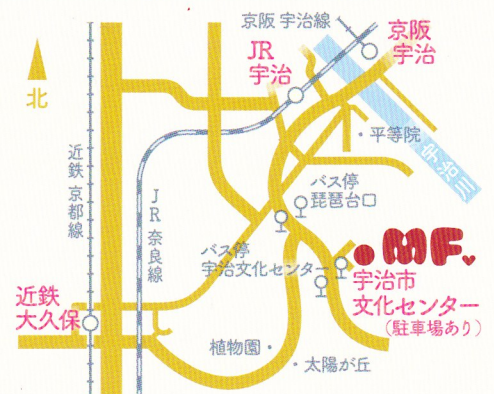 京阪 宇治線
京阪
宇治
JR
宇治
北
・平等院
宇治川
近鉄 京都線
JR 奈良線
バス停
琵琶台口
バス停
宇治文化センター
MF.
宇治市
文化センター
(駐車場あり)
近鉄
大久保
植物園・
・太陽が丘